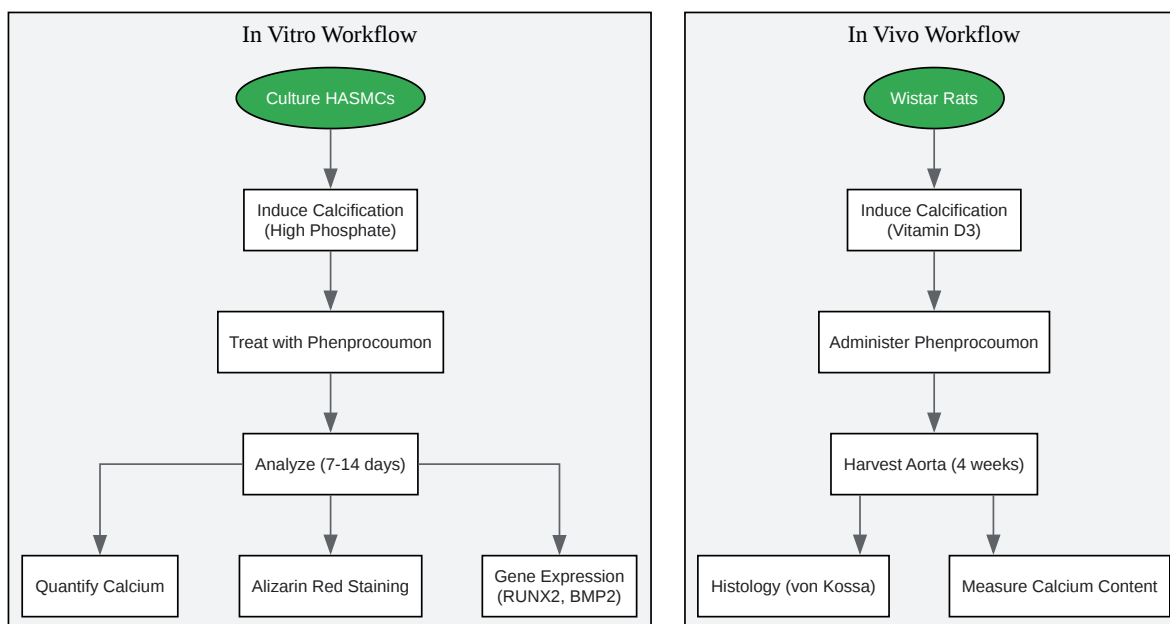 In Vitro Workflow
Culture HASMCs
Induce Calcification
(High Phosphate)
Treat with Phenprocoumon
Analyze (7-14 days)
Quantify Calcium
Alizarin Red Staining
Gene Expression
(RUNX2, BMP2)
In Vivo Workflow
Wistar Rats
Induce Calcification
(Vitamin D3)
Administer Phenprocoumon
Harvest Aorta (4 weeks)
Histology (von Kossa)
Measure Calcium Content